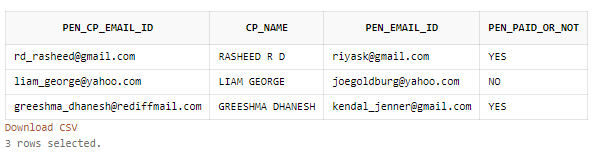 PEN_CP_EMAIL_ID CP_NAME PEN_EMAIL_ID PEN_PAID_OR_NOT
rd_rasheed@gmail.com RASHEED R D riyask@gmail.com YES
liam_george@yahoo.com LIAM GEORGE joegoldburg@yahoo.com NO
greeshma_dhanesh@rediffmail.com GREESHMA DHANESH kendal_jenner@gmail.com YES
Download CSV
3 rows selected.